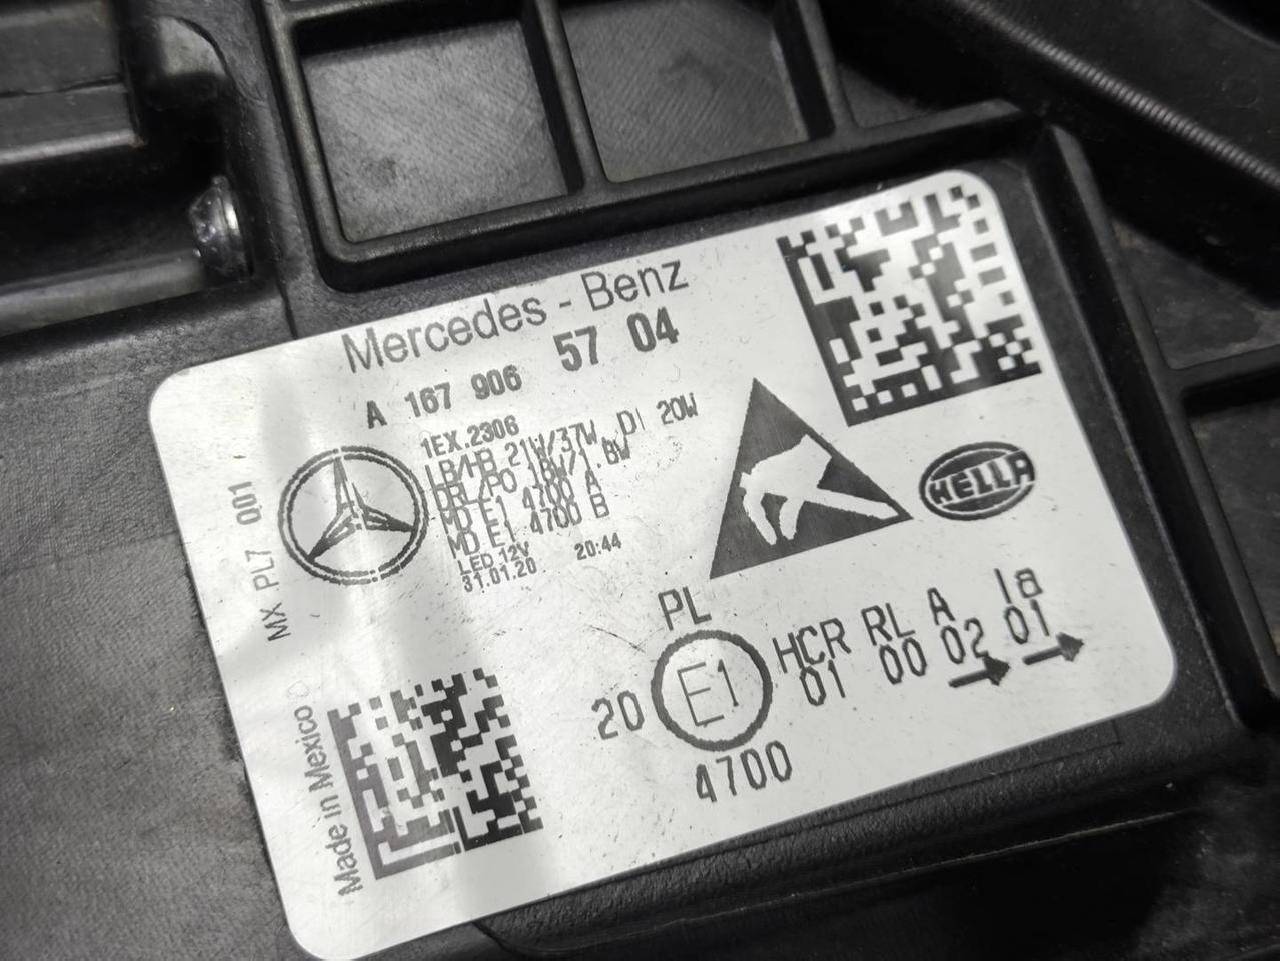 Mercedes - Benz
A 167 906 57 04
1EX.2306
LB/HB 21W/37W DI 20W
DRL/PO 18W/1.8W
MD E1 4700 A
MD E1 4700 B
LED 12V
31.01.20 20:44
MX PL7 001
HELLA
PL
HCR RL A Ia
20 E1 01 00 02 01
4700
Made in Mexico